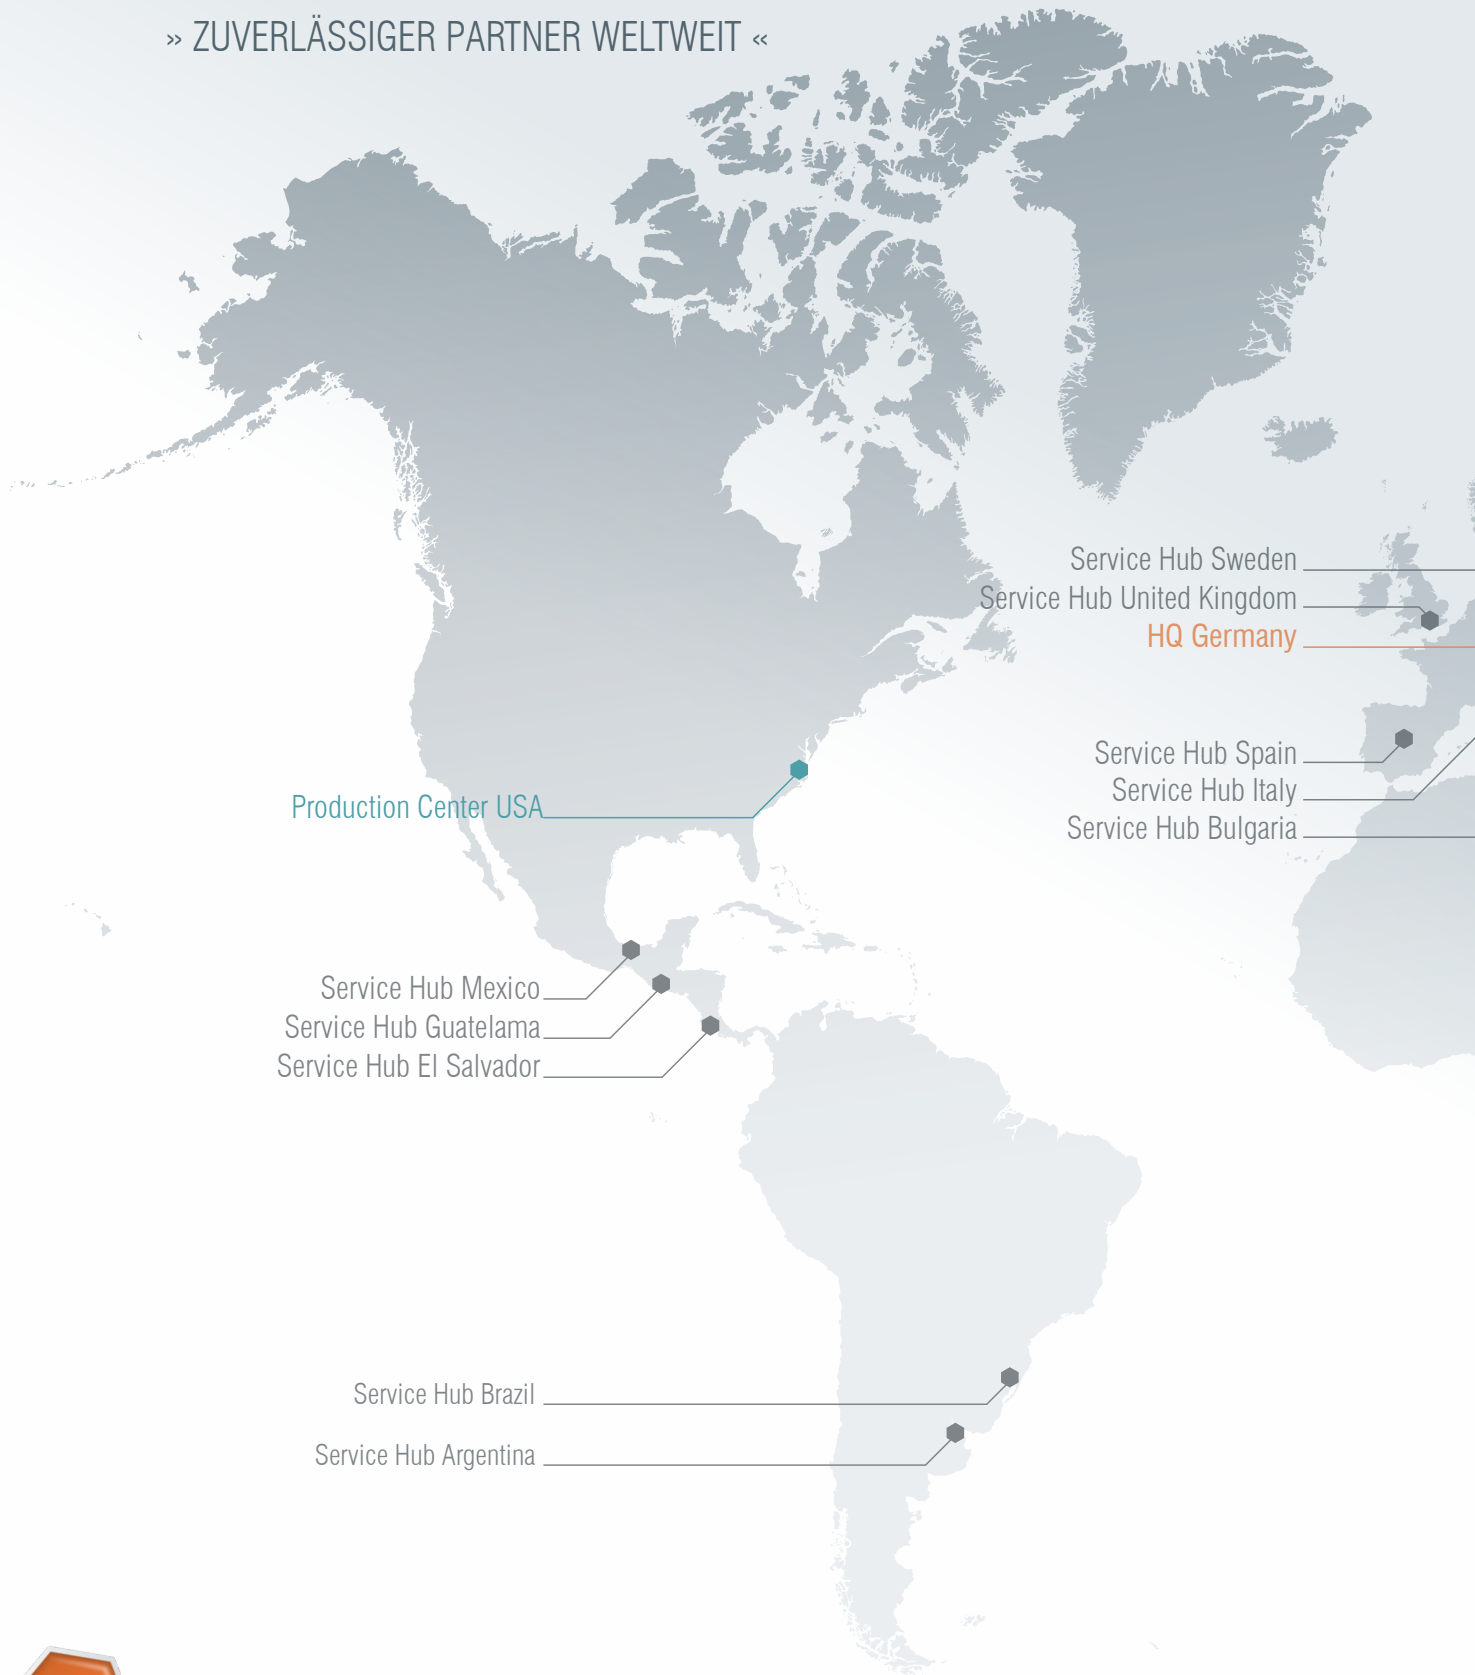 » ZUVERLÄSSIGER PARTNER WELTWEIT «
Service Hub Sweden
Service Hub United Kingdom
HQ Germany
Service Hub Spain
Service Hub Italy
Service Hub Bulgaria
Production Center USA
Service Hub Mexico
Service Hub Guatelama
Service Hub El Salvador
Service Hub Brazil
Service Hub Argentina